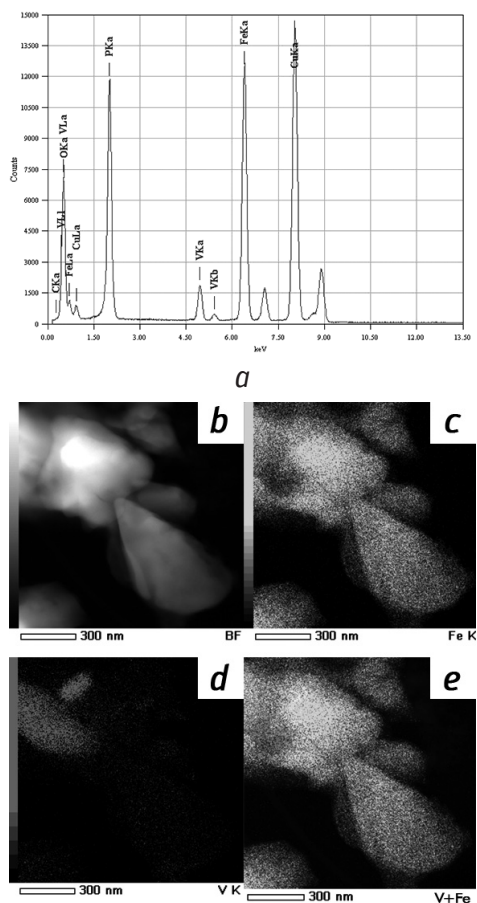 15000
13500
12000
10500
9000
7500
6000
4500
3000
1500
0
Counts
CKa
VLl
OKa VLa
FeLa
CuLa
PKa
VKa
VKb
FeKa
CuKa
0.00 1.50 3.00 4.50 6.00 7.50 9.00 10.50 12.00 13.50
keV
a
b
300 nm BF
c
300 nm Fe K
d
300 nm V K
e
300 nm V+Fe